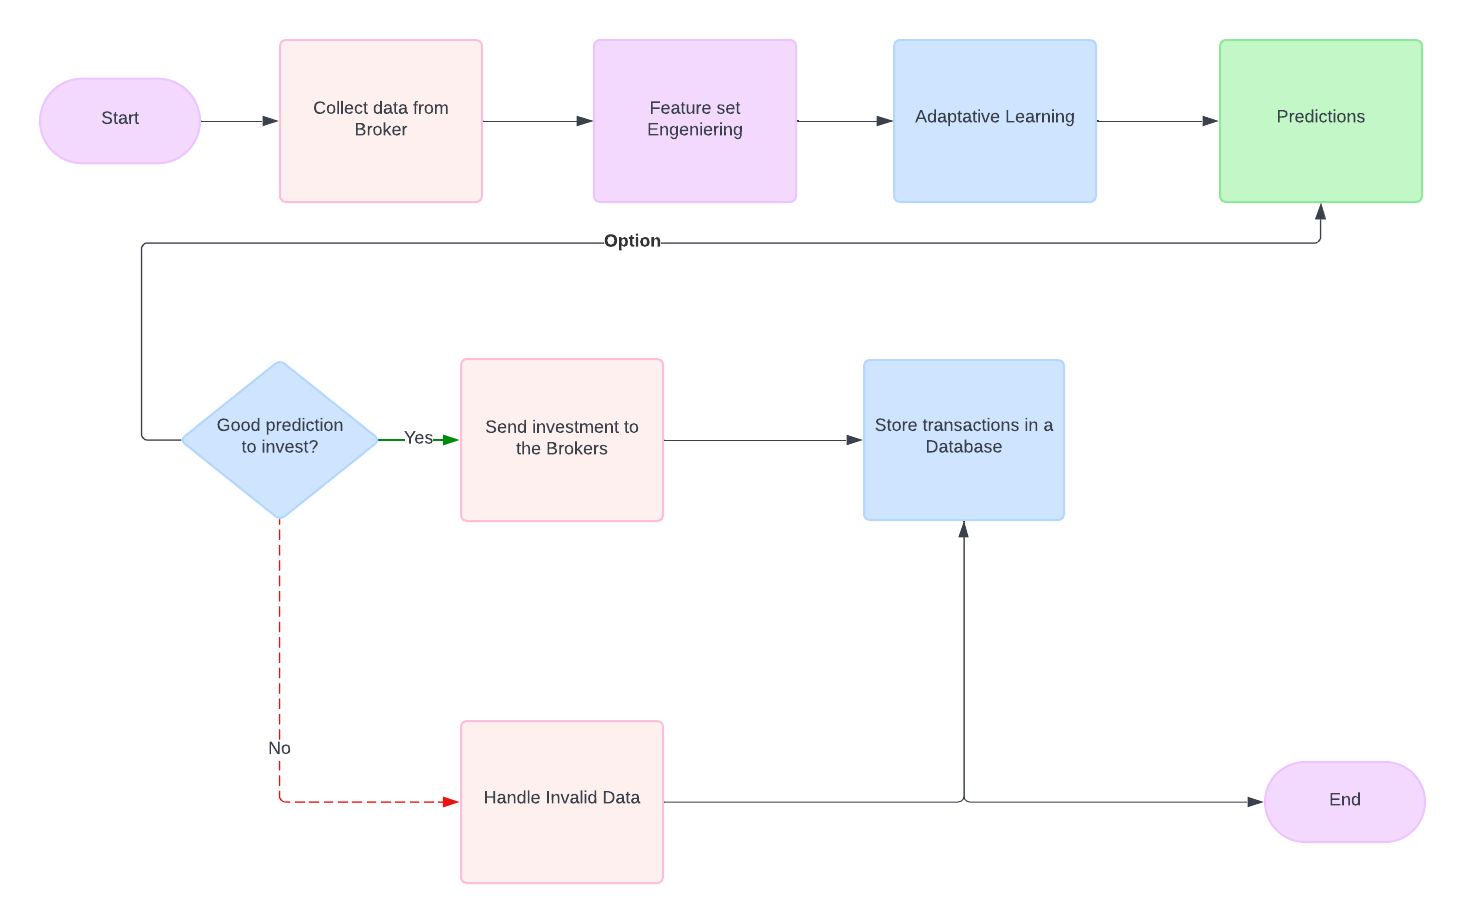 Start
Collect data from
Broker
Feature set
Engeniering
Adaptative Learning
Predictions
Option
Good prediction
to invest?
Yes
Send investment to
the Brokers
Store transactions in a
Database
No
Handle Invalid Data
End